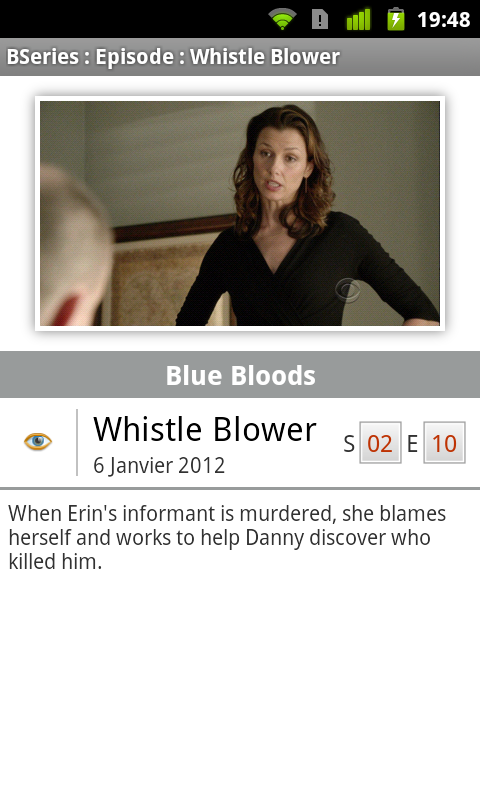 19:48
BSeries : Episode : Whistle Blower
Blue Bloods
Whistle Blower
6 Janvier 2012
S 02 E 10
When Erin's informant is murdered, she blames
herself and works to help Danny discover who
killed him.